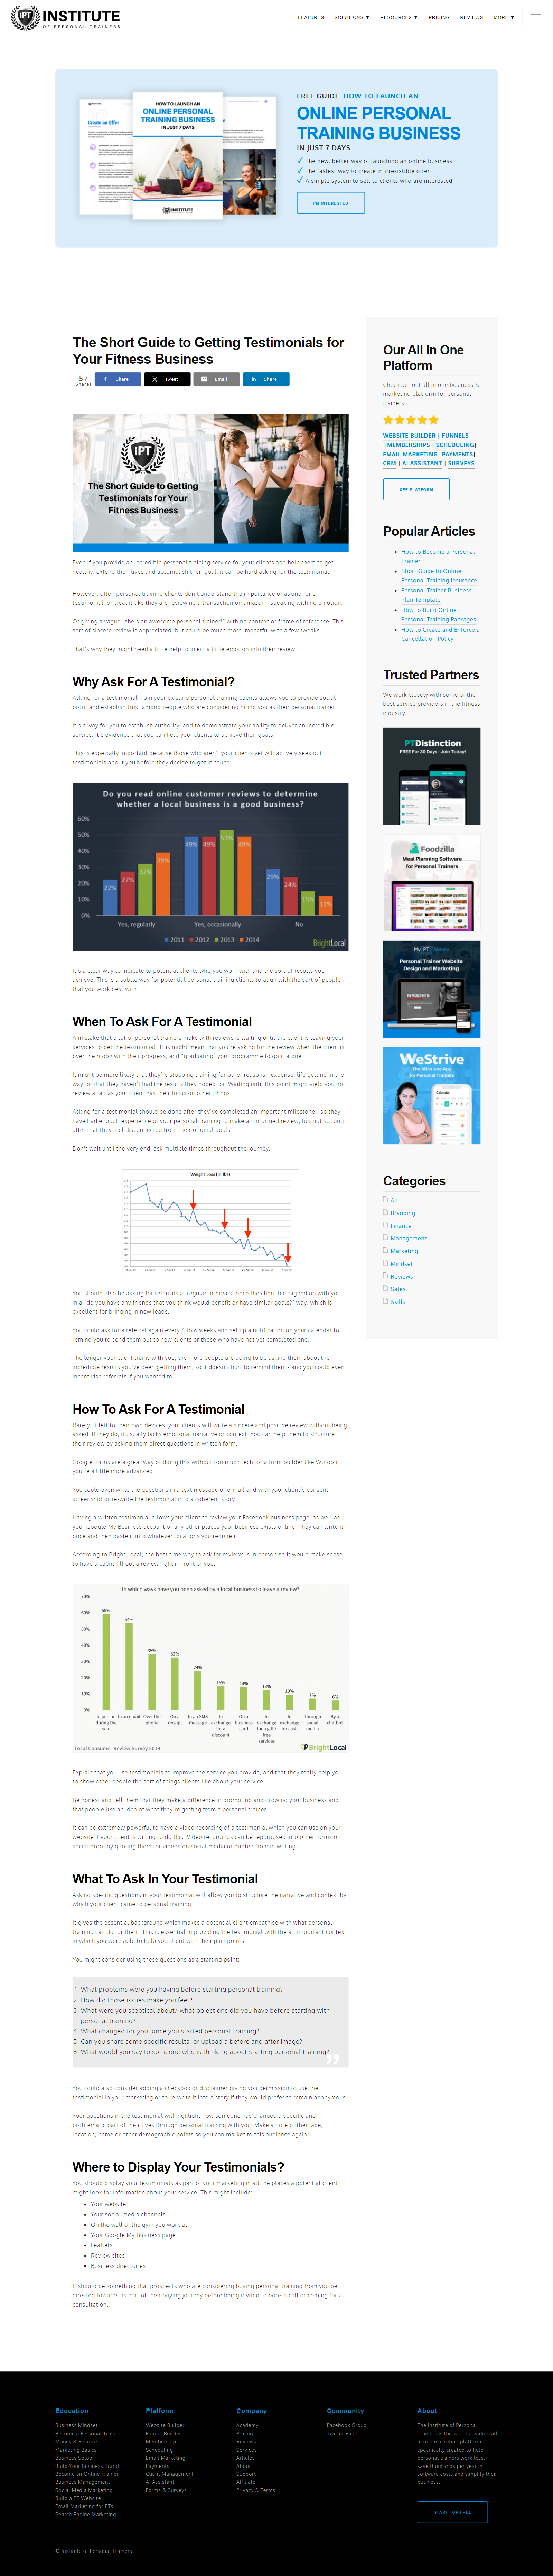 INSTITUTE
OF PERSONAL TRAINERS
FEATURES
SOLUTIONS ▼
RESOURCES ▼
PRICING
REVIEWS
MORE ▼
Create an Offer
HOW TO LAUNCH AN
ONLINE PERSONAL
TRAINING BUSINESS
IN JUST 7 DAYS
INSTITUTE
FREE GUIDE: HOW TO LAUNCH AN
ONLINE PERSONAL
TRAINING BUSINESS
IN JUST 7 DAYS
✓ The new, better way of launching an online business
✓ The fastest way to create in irresistible offer
✓ A simple system to sell to clients who are interested
I'M INTERESTED
The Short Guide to Getting Testimonials for
Your Fitness Business
57
Shares
Share
Tweet
Email
Share
IPT
The Short Guide to Getting
Testimonials for Your
Fitness Business
Even if you provide an incredible personal training service for your clients and help them to get
healthy, extend their lives and accomplish their goal, it can be hard asking for the testimonial.
However, often personal training clients don't understand the importance of asking for a
testimonial, or treat it like they are reviewing a transaction on amazon - speaking with no emotion.
Or giving a vague "she's an awesome personal trainer!" with no context or frame of reference. This
sort of sincere review is appreciated, but could be much more impactful with a few tweaks.
That's why they might need a little help to inject a little emotion into their review.
Why Ask For A Testimonial?
Asking for a testimonial from your existing personal training clients allows you to provide social
proof and establish trust among people who are considering hiring you as their personal trainer.
It's a way for you to establish authority, and to demonstrate your ability to deliver an incredible
service. It's evidence that you can help your clients to achieve their goals.
This is especially important because those who aren't your clients yet will actively seek out
testimonials about you before they decide to get in touch.
Do you read online customer reviews to determine
whether a local business is a good business?
60%
50%
40%
30%
20%
10%
0%
22%
27%
32%
39%
49%
49%
53%
49%
29%
24%
15%
12%
Yes, regularly
Yes, occasionally
No
2011
2012
2013
2014
BrightLocal
It's a clear way to indicate to potential clients who you work with and the sort of results you
achieve. This is a subtle way for potential personal training clients to align with the sort of people
that you work best with.
When To Ask For A Testimonial
A mistake that a lot of personal trainers make with reviews is waiting until the client is leaving your
services to get the testimonial. This might mean that you're asking for the review when the client is
over the moon with their progress, and "graduating" your programme to go it alone.
It might be more likely that they're stopping training for other reasons - expense, life getting in the
way, or that they haven't had the results they hoped for. Waiting until this point might yield you no
review at all as your client has their focus on other things.
Asking for a testimonial should be done after they've completed an important milestone - so they
have had enough experience of your personal training to make an informed review, but not so long
after that they feel disconnected from their original goals.
Don't wait until the very end, ask multiple times throughout the journey.
Weight Loss (in lbs)
You should also be asking for referrals at regular intervals; once the client has signed on with you,
in a "do you have any friends that you think would benefit or have similar goals?" way, which is
excellent for bringing in new leads.
You could ask for a referral again every 4 to 6 weeks and set up a notification on your calendar to
remind you to send them out to new clients or those who have not yet completed one.
The longer your client trains with you, the more people are going to be asking them about the
incredible results you've been getting them, so it doesn't hurt to remind them - and you could even
incentivise referrals if you wanted to.
How To Ask For A Testimonial
Rarely, if left to their own devices, your clients will write a sincere and positive review without being
asked. If they do, it usually lacks emotional narrative or context. You can help them to structure
their review by asking them direct questions in written form.
Google forms are a great way of doing this without too much tech, or a form builder like Wufoo if
you're a little more advanced.
You could even write the questions in a text message or e-mail and with your client's consent
screenshot or re-write the testimonial into a coherent story.
Having a written testimonial allows your client to review your Facebook business page, as well as
your Google My Business account or any other places your business exists online. They can write it
once and then paste it into whatever locations you require it.
According to Bright Local, the best time to ask for reviews is in person so it would make sense
to have a client fill out a review right in front of you.
In which ways have you been asked by a local business to leave a review?
70%
60%
50%
40%
30%
20%
10%
0%
59%
54%
35%
32%
24%
15%
14%
13%
10%
7%
6%
In person during the sale
In an email
Over the phone
On a receipt
In an SMS message
In exchange for a discount
On a business card
In exchange for a gift / free services
In exchange for cash
Through social media
By a chatbot
Local Consumer Review Survey 2019
BrightLocal
Explain that you use testimonials to improve the service you provide, and that they really help you
to show other people the sort of things clients like about your service.
Be honest and tell them that they make a difference in promoting and growing your business and
that people like an idea of what they're getting from a personal trainer.
It can be extremely powerful to have a video recording of a testimonial which you can use on your
website if your client is willing to do this. Video recordings can be repurposed into other forms of
social proof by quoting them for videos on social media or quoted from in writing.
What To Ask In Your Testimonial
Asking specific questions in your testimonial will allow you to structure the narrative and context by
which your client came to personal training.
It gives the essential background which makes a potential client empathise with what personal
training can do for them. This is essential in providing the testimonial with the all important context
in which you were able to help you client with their pain points.
You might consider using these questions as a starting point:
1. What problems were you having before starting personal training?
2. How did those issues make you feel?
3. What were you sceptical about/ what objections did you have before starting with
personal training?
4. What changed for you, once you started personal training?
5. Can you share some specific results, or upload a before and after image?
6. What would you say to someone who is thinking about starting personal training?
You could also consider adding a checkbox or disclaimer giving you permission to use the
testimonial in your marketing or to re-write it into a story if they would prefer to remain anonymous.
Your questions in the testimonial will highlight how someone has changed a specific and
problematic part of their lives through personal training with you. Make a note of their age,
location, name or other demographic points so you can market to this audience again.
Where to Display Your Testimonials?
You should display your testimonials as part of your marketing in all the places a potential client
might look for information about your service. This might include:
Your website
Your social media channels
On the wall of the gym you work at
Your Google My Business page
Leaflets
Review sites
Business directories
It should be something that prospects who are considering buying personal training from you be
directed towards as part of their buying journey before being invited to book a call or coming for a
consultation.
Our All In One
Platform
Check out out all in one business &
marketing platform for personal
trainers!
WEBSITE BUILDER | FUNNELS
|MEMBERSHIPS | SCHEDULING|
EMAIL MARKETING| PAYMENTS|
CRM | AI ASSISTANT | SURVEYS
SEE PLATFORM
Popular Articles
How to Become a Personal
Trainer
Short Guide to Online
Personal Training Insurance
Personal Trainer Business
Plan Template
How to Build Online
Personal Training Packages
How to Create and Enforce a
Cancellation Policy
Trusted Partners
We work closely with some of the
best service providers in the fitness
industry.
PTDistinction
FREE For 30 Days - Join Today!
Foodzilla
Meal Planning Software
for Personal Trainers
My PT Website
Personal Trainer Website
Design and Marketing
WeStrive
The All-in-one App
for Personal Trainers
Calendar
Categories
All
Branding
Finance
Management
Marketing
Mindset
Reviews
Sales
Skills
Education
Business Mindset
Become a Personal Trainer
Money & Finance
Marketing Basics
Business Setup
Build Your Business Brand
Become an Online Trainer
Business Management
Social Media Marketing
Build a PT Website
Email Marketing for PTs
Search Engine Marketing
Platform
Website Builder
Funnel Builder
Membership
Scheduling
Email Marketing
Payments
Client Management
AI Assistant
Forms & Surveys
Company
Academy
Pricing
Reviews
Services
Articles
About
Support
Affiliate
Privacy & Terms
Community
Facebook Group
Twitter Page
About
The Institute of Personal
Trainers is the worlds leading all
in one marketing platform
specifically created to help
personal trainers work less,
save thousands per year in
software costs and simplify their
business.
START FOR FREE
© Institute of Personal Trainers